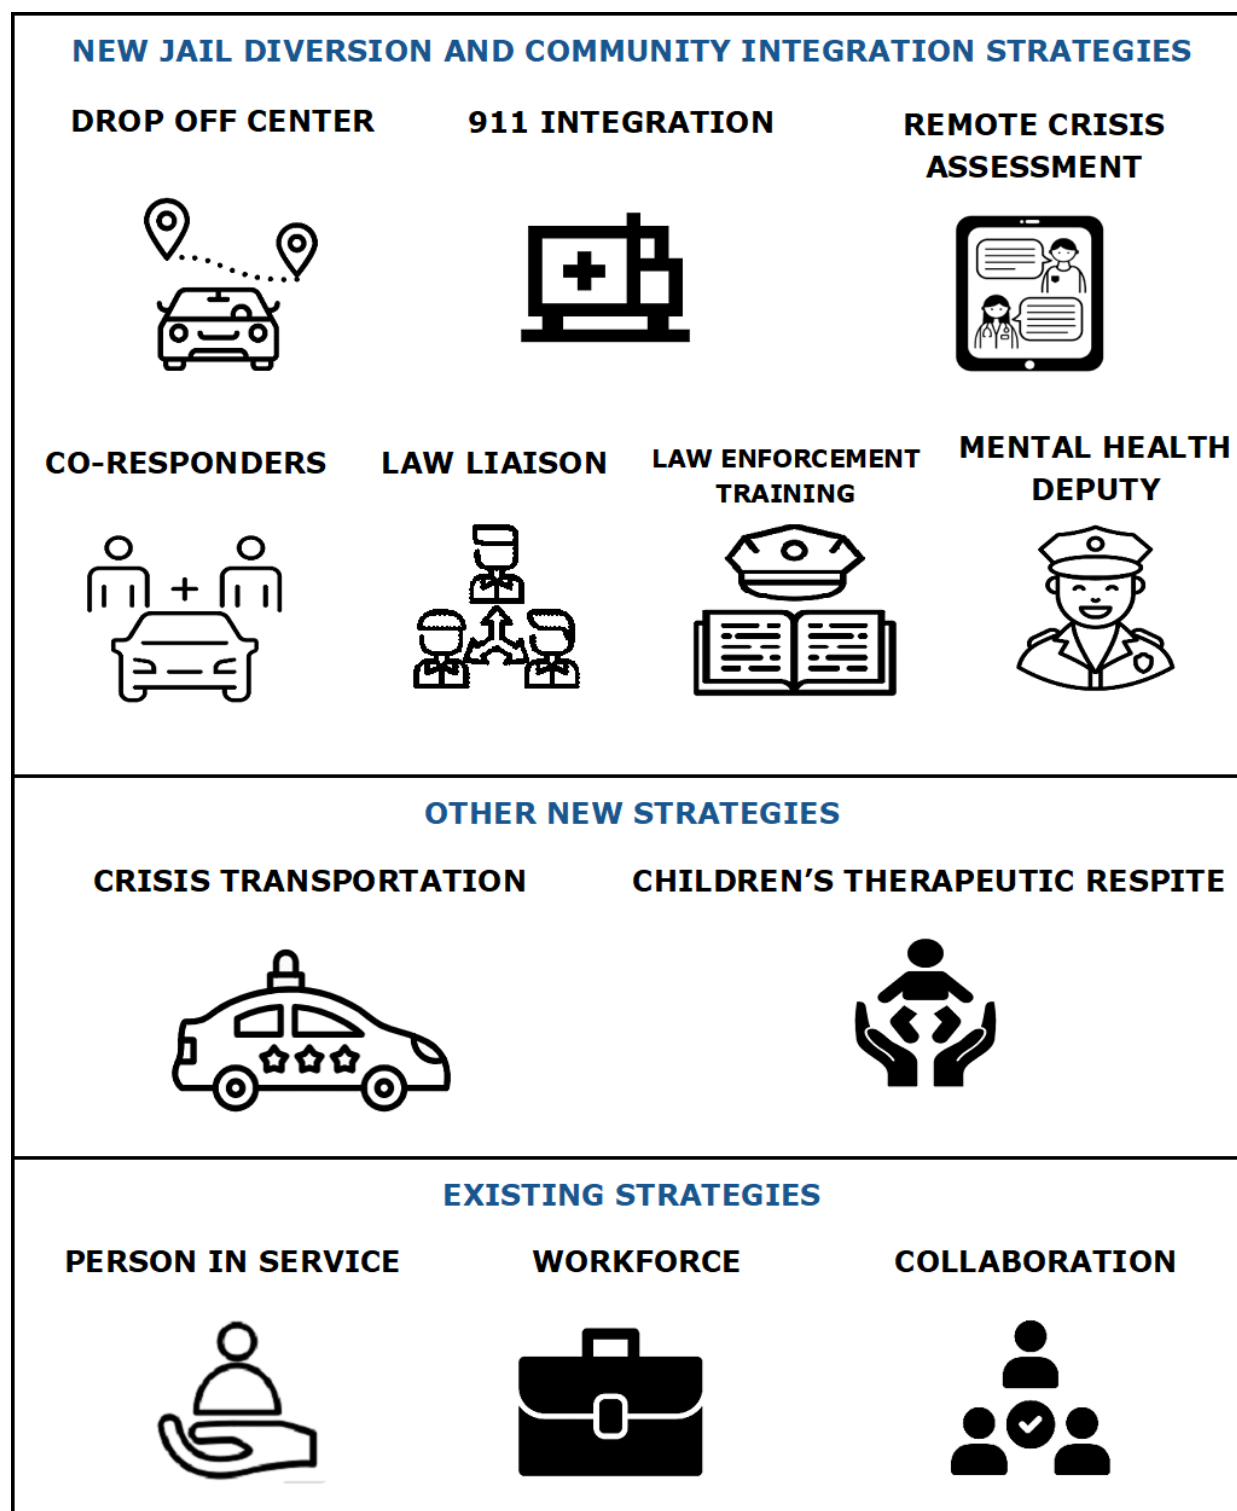 NEW JAIL DIVERSION AND COMMUNITY INTEGRATION STRATEGIES
DROP OFF CENTER
911 INTEGRATION
REMOTE CRISIS
ASSESSMENT
CO-RESPONDERS
LAW LIAISON
LAW ENFORCEMENT
TRAINING
MENTAL HEALTH
DEPUTY
OTHER NEW STRATEGIES
CRISIS TRANSPORTATION
CHILDREN’S THERAPEUTIC RESPITE
EXISTING STRATEGIES
PERSON IN SERVICE
WORKFORCE
COLLABORATION